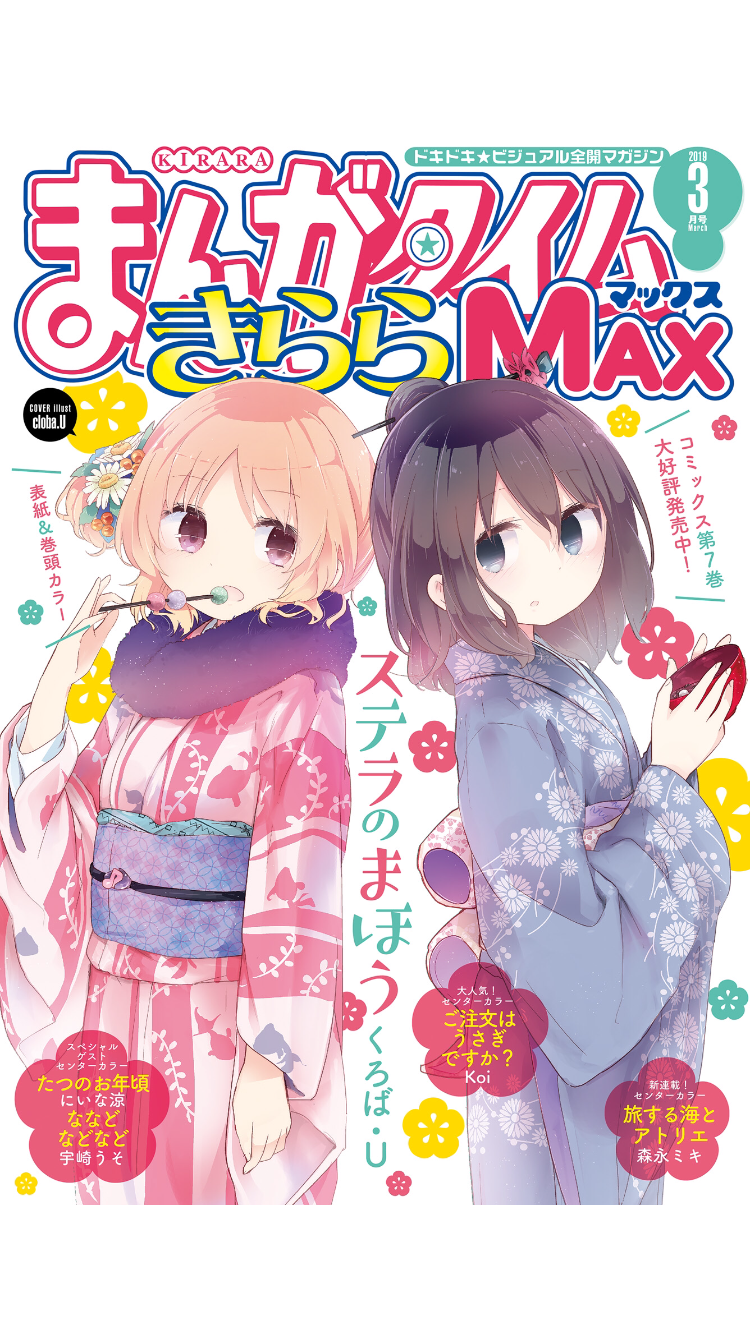 KIRARA
ドキドキ★ビジュアル全開マガジン
2019
3
月号
March
まんがタイム
きらら
マックス
MAX
COVER illust
cloba.U
表紙&巻頭カラー
コミックス第7巻
大好評発売中!
ステラのまほう
くろば・U
大人気!
センターカラー
ご注文は
うさぎ
ですか?
Koi
スペシャル
ゲスト
センターカラー
たつのお年頃
にいな涼
ななど
などなど
宇崎うそ
新連載!
センターカラー
旅する海と
アトリエ
森永ミキ